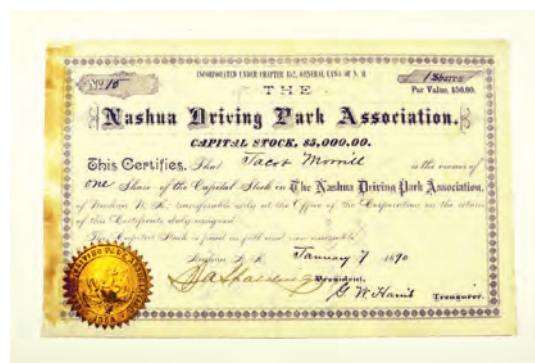 No 16 INCORPORATED UNDER CHAPTER 152, GENERAL LAWS OF N. H. 1 Shares
THE Par Value, $50.00.
Nashua Driving Park Association.
CAPITAL STOCK, $5,000.00.
This Certifies, That Jacob Morrill is the owner of
one Share of the Capital Stock in The Nashua Driving Park Association,
of Nashua N. H., transferable only at the Office of the Corporation on the return
of this Certificate duly assigned.
The Capital Stock is paid in full and non-assessable.
Nashua, N. H. January 7 1890
President.
G. W. Treasurer.